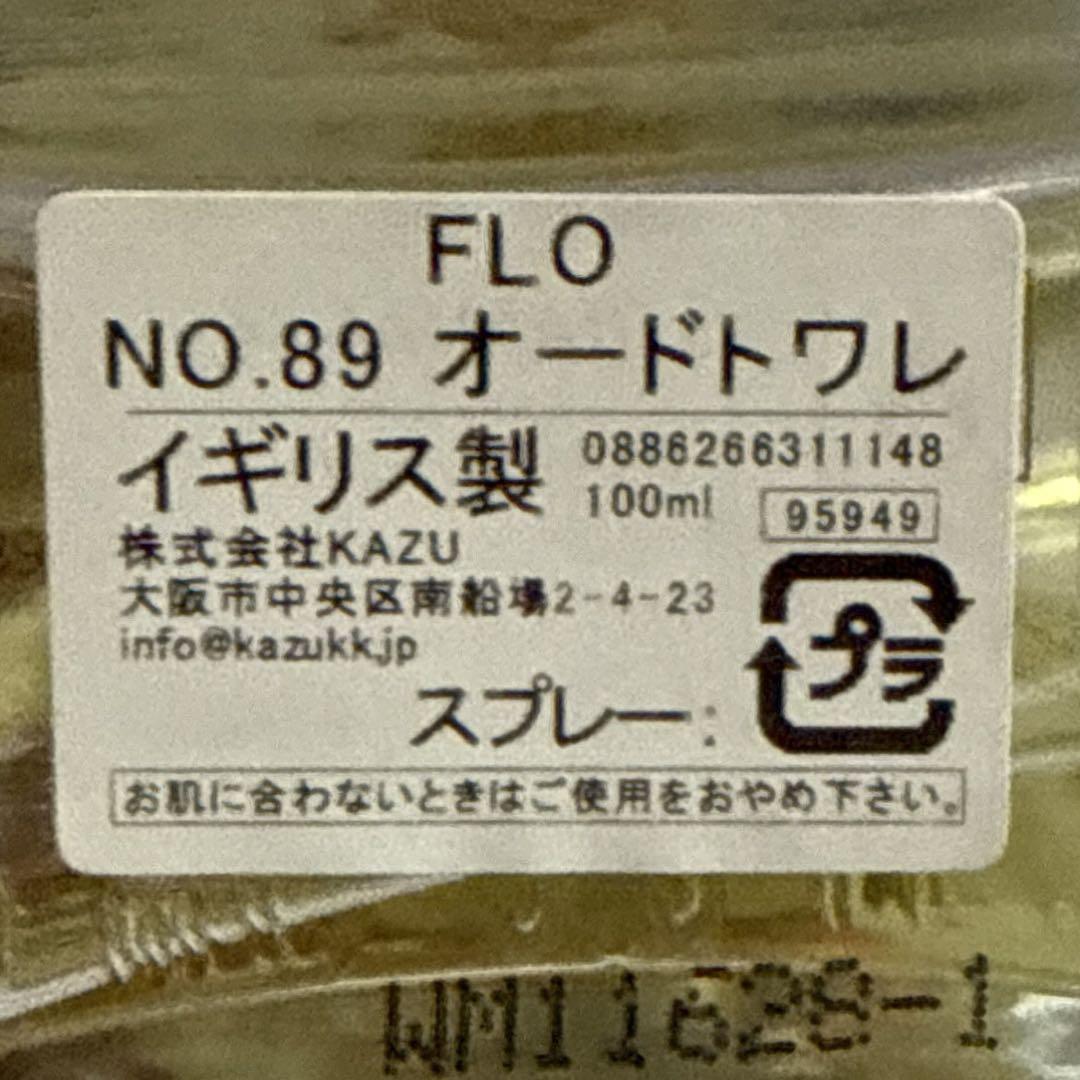 FLO
NO.89 オードトワレ
イギリス製 0886266311148
100ml 95949
株式会社KAZU
大阪市中央区南船場2-4-23
info@kazukk.jp
プラ
スプレー:
お肌に合わないときはご使用をおやめ下さい。
WM11628-1